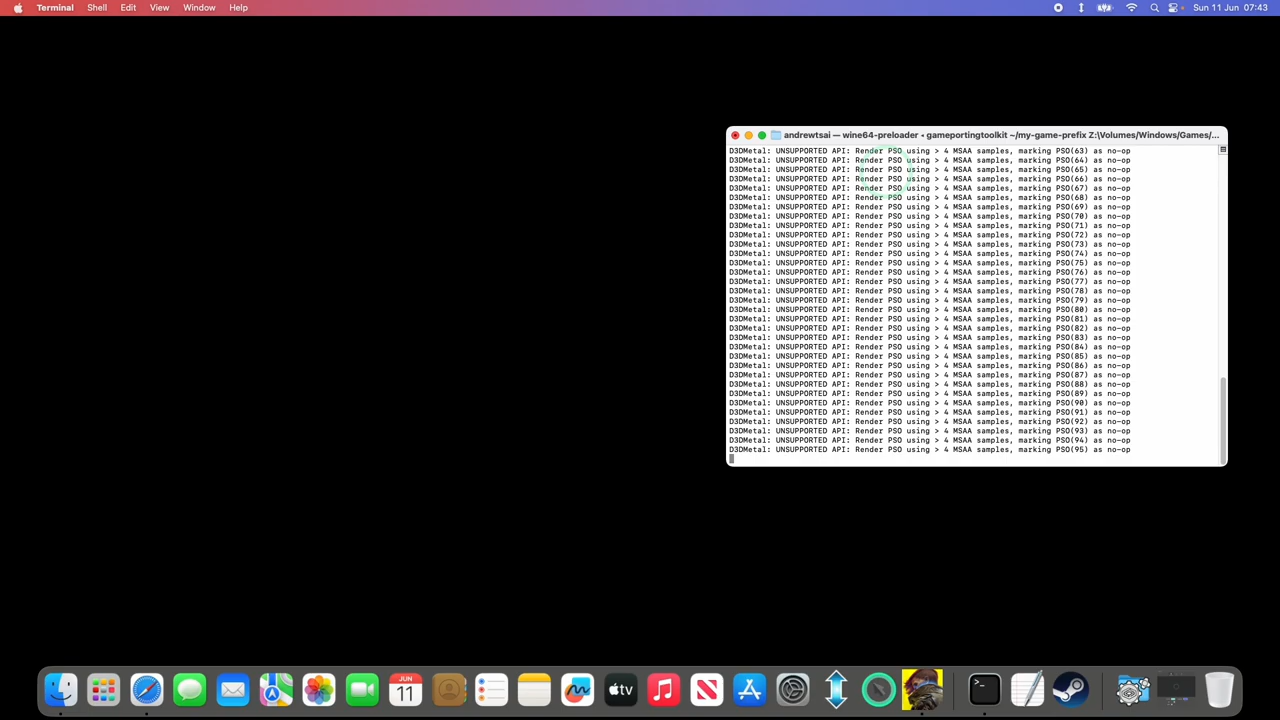 Terminal Shell Edit View Window Help Sun 11 Jun 07:43
andrewtsai — wine64-preloader ◂ gameportingtoolkit ~/my-game-prefix Z:\Volumes/Windows/Games/...
D3DMetal: UNSUPPORTED API: Render PSO using > 4 MSAA samples, marking PSO(63) as no-op
D3DMetal: UNSUPPORTED API: Render PSO using > 4 MSAA samples, marking PSO(64) as no-op
D3DMetal: UNSUPPORTED API: Render PSO using > 4 MSAA samples, marking PSO(65) as no-op
D3DMetal: UNSUPPORTED API: Render PSO using > 4 MSAA samples, marking PSO(66) as no-op
D3DMetal: UNSUPPORTED API: Render PSO using > 4 MSAA samples, marking PSO(67) as no-op
D3DMetal: UNSUPPORTED API: Render PSO using > 4 MSAA samples, marking PSO(68) as no-op
D3DMetal: UNSUPPORTED API: Render PSO using > 4 MSAA samples, marking PSO(69) as no-op
D3DMetal: UNSUPPORTED API: Render PSO using > 4 MSAA samples, marking PSO(70) as no-op
D3DMetal: UNSUPPORTED API: Render PSO using > 4 MSAA samples, marking PSO(71) as no-op
D3DMetal: UNSUPPORTED API: Render PSO using > 4 MSAA samples, marking PSO(72) as no-op
D3DMetal: UNSUPPORTED API: Render PSO using > 4 MSAA samples, marking PSO(73) as no-op
D3DMetal: UNSUPPORTED API: Render PSO using > 4 MSAA samples, marking PSO(74) as no-op
D3DMetal: UNSUPPORTED API: Render PSO using > 4 MSAA samples, marking PSO(75) as no-op
D3DMetal: UNSUPPORTED API: Render PSO using > 4 MSAA samples, marking PSO(76) as no-op
D3DMetal: UNSUPPORTED API: Render PSO using > 4 MSAA samples, marking PSO(77) as no-op
D3DMetal: UNSUPPORTED API: Render PSO using > 4 MSAA samples, marking PSO(78) as no-op
D3DMetal: UNSUPPORTED API: Render PSO using > 4 MSAA samples, marking PSO(79) as no-op
D3DMetal: UNSUPPORTED API: Render PSO using > 4 MSAA samples, marking PSO(80) as no-op
D3DMetal: UNSUPPORTED API: Render PSO using > 4 MSAA samples, marking PSO(81) as no-op
D3DMetal: UNSUPPORTED API: Render PSO using > 4 MSAA samples, marking PSO(82) as no-op
D3DMetal: UNSUPPORTED API: Render PSO using > 4 MSAA samples, marking PSO(83) as no-op
D3DMetal: UNSUPPORTED API: Render PSO using > 4 MSAA samples, marking PSO(84) as no-op
D3DMetal: UNSUPPORTED API: Render PSO using > 4 MSAA samples, marking PSO(85) as no-op
D3DMetal: UNSUPPORTED API: Render PSO using > 4 MSAA samples, marking PSO(86) as no-op
D3DMetal: UNSUPPORTED API: Render PSO using > 4 MSAA samples, marking PSO(87) as no-op
D3DMetal: UNSUPPORTED API: Render PSO using > 4 MSAA samples, marking PSO(88) as no-op
D3DMetal: UNSUPPORTED API: Render PSO using > 4 MSAA samples, marking PSO(89) as no-op
D3DMetal: UNSUPPORTED API: Render PSO using > 4 MSAA samples, marking PSO(90) as no-op
D3DMetal: UNSUPPORTED API: Render PSO using > 4 MSAA samples, marking PSO(91) as no-op
D3DMetal: UNSUPPORTED API: Render PSO using > 4 MSAA samples, marking PSO(92) as no-op
D3DMetal: UNSUPPORTED API: Render PSO using > 4 MSAA samples, marking PSO(93) as no-op
D3DMetal: UNSUPPORTED API: Render PSO using > 4 MSAA samples, marking PSO(94) as no-op
D3DMetal: UNSUPPORTED API: Render PSO using > 4 MSAA samples, marking PSO(95) as no-op
JUN
11
tv
>_